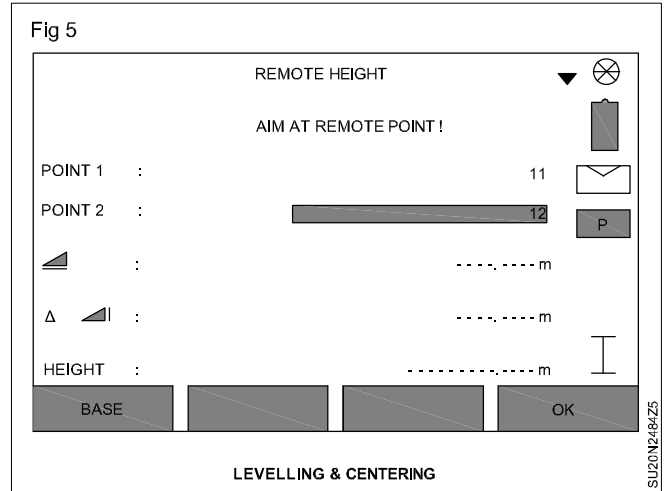 Fig 5
REMOTE HEIGHT
AIM AT REMOTE POINT !
POINT 1 : 11
POINT 2 : 12
P
: - - - -. - - - - m
Δ : - - - -. - - - - m
HEIGHT : - - - - - - - - -. - - - - m
BASE OK
LEVELLING & CENTERING
SU20N2484Z5